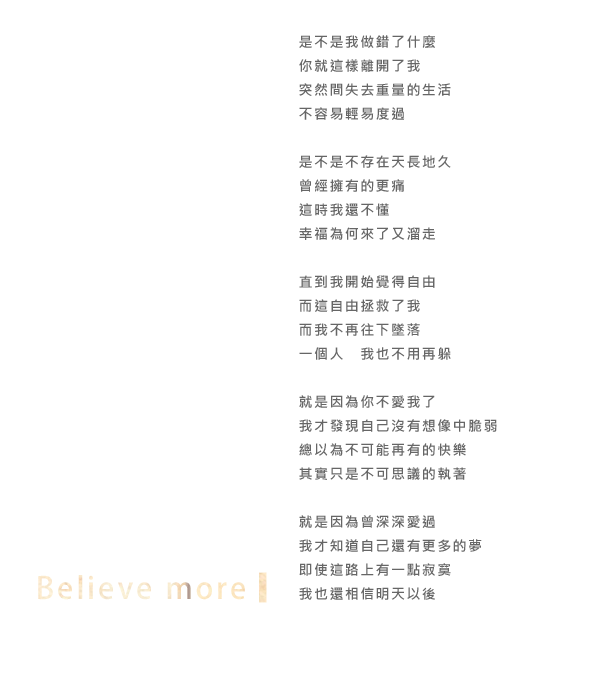 是不是我做錯了什麼
你就這樣離開了我
突然間失去重量的生活
不容易輕易度過
是不是不存在天長地久
曾經擁有的更痛
這時我還不懂
幸福為何來了又溜走
直到我開始覺得自由
而這自由拯救了我
而我不再往下墜落
一個人　我也不用再躲
就是因為你不愛我了
我才發現自己沒有想像中脆弱
總以為不可能再有的快樂
其實只是不可思議的執著
就是因為曾深深愛過
我才知道自己還有更多的夢
即使這路上有一點寂寞
我也還相信明天以後
Believe more